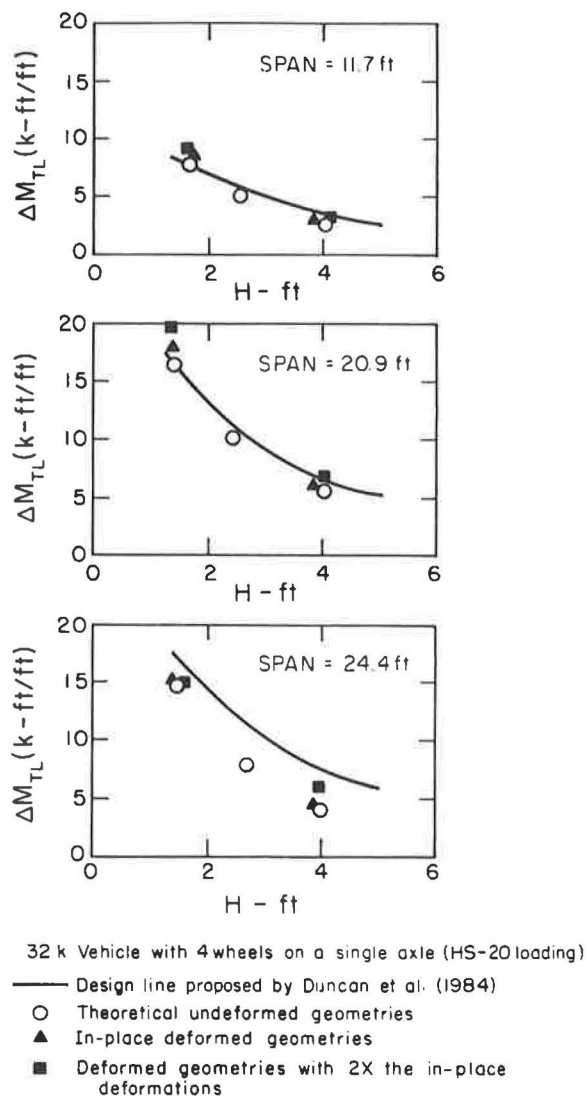 20
SPAN = 11.7 ft
15
10
5
0
ΔM_TL (k-ft/ft)
0 2 4 6
H - ft
20
SPAN = 20.9 ft
15
10
5
0
ΔM_TL (k-ft/ft)
0 2 4 6
H - ft
20
SPAN = 24.4 ft
15
10
5
0
ΔM_TL (k-ft/ft)
0 2 4 6
H - ft
32 k Vehicle with 4 wheels on a single axle (HS-20 loading)
Design line proposed by Duncan et al. (1984)
Theoretical undeformed geometries
In-place deformed geometries
Deformed geometries with 2X the in-place
deformations